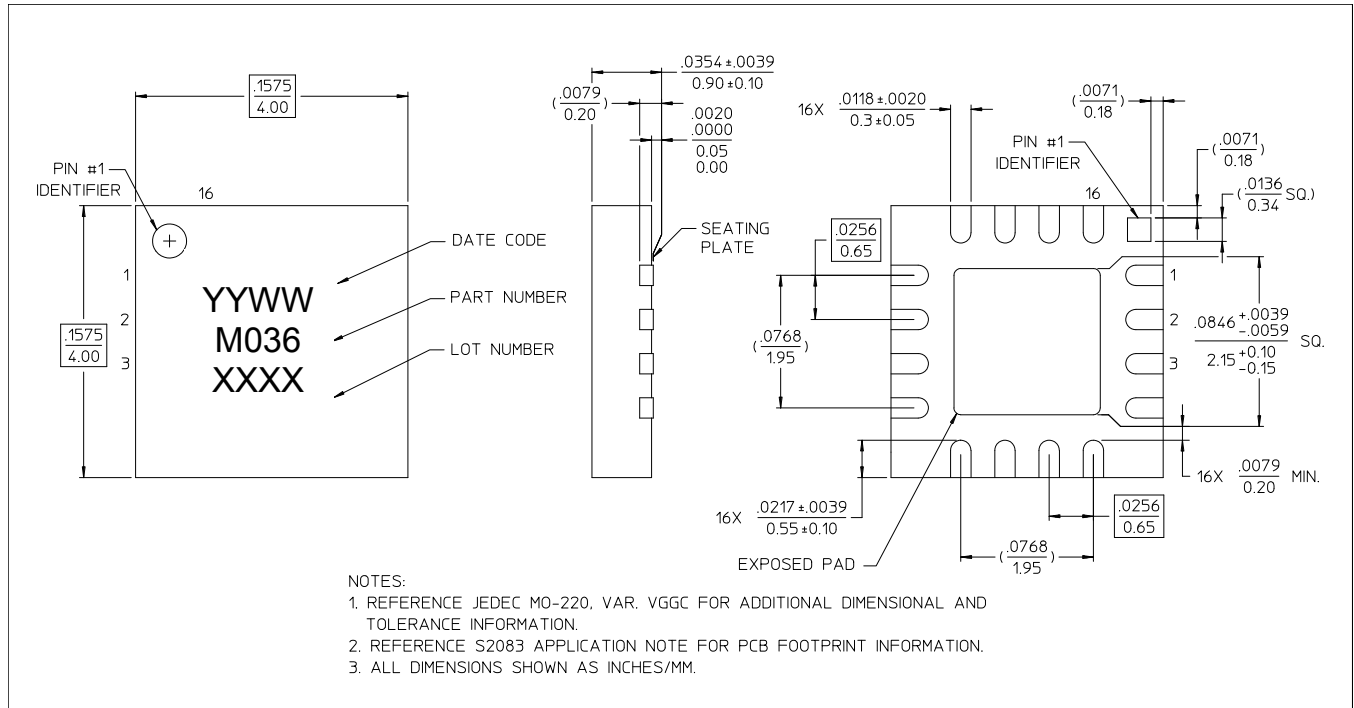 .1575
4.00
PIN #1
IDENTIFIER
16
.1575
4.00
1
2
3
YYWW
M036
XXXX
DATE CODE
PART NUMBER
LOT NUMBER
.0354 ±.0039
0.90 ±0.10
(.0079
0.20)
.0020
.0000
0.05
0.00
SEATING
PLATE
16X .0118 ±.0020
0.3 ±0.05
(.0071
0.18)
PIN #1
IDENTIFIER
(.0071
0.18)
16
(.0136
0.34 SQ.)
.0256
0.65
(.0768
1.95)
1
2
3
.0846 +.0039
-.0059
2.15 +0.10
-0.15 SQ.
16X .0079
0.20 MIN.
16X .0217 ±.0039
0.55 ±0.10
.0256
0.65
(.0768
1.95)
EXPOSED PAD
NOTES:
1. REFERENCE JEDEC MO-220, VAR. VGGC FOR ADDITIONAL DIMENSIONAL AND
TOLERANCE INFORMATION.
2. REFERENCE S2083 APPLICATION NOTE FOR PCB FOOTPRINT INFORMATION.
3. ALL DIMENSIONS SHOWN AS INCHES/MM.